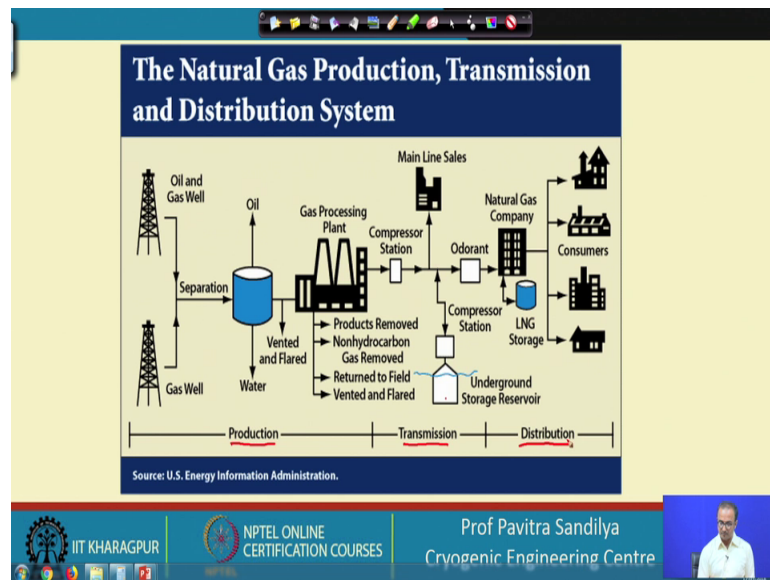 The Natural Gas Production, Transmission
and Distribution System
Oil and
Gas Well
Gas Well
Separation
Oil
Water
Vented
and Flared
Gas Processing
Plant
Products Removed
Nonhydrocarbon
Gas Removed
Returned to Field
Vented and Flared
Compressor
Station
Main Line Sales
Odorant
Compressor
Station
Underground
Storage Reservoir
Natural Gas
Company
LNG
Storage
Consumers
Production
Transmission
Distribution
Source: U.S. Energy Information Administration.
IIT KHARAGPUR
NPTEL ONLINE
CERTIFICATION COURSES
Prof Pavitra Sandilya
Cryogenic Engineering Centre